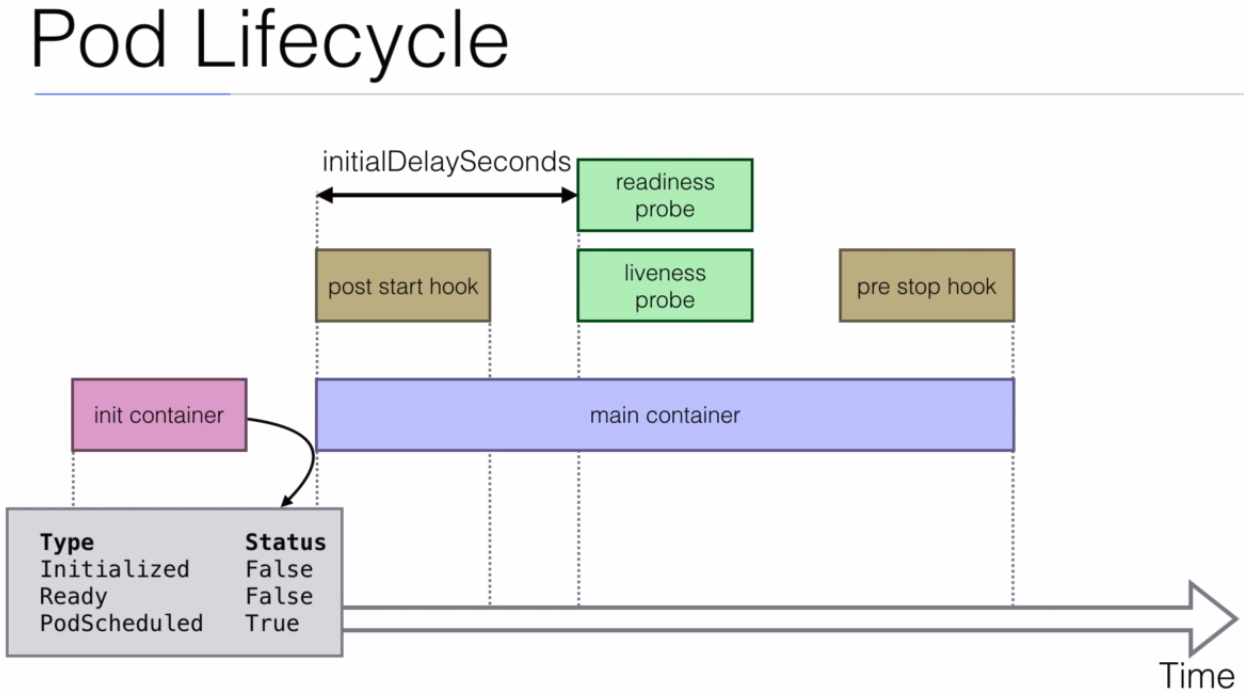 Pod Lifecycle
initialDelaySeconds
readiness
probe
post start hook
liveness
probe
pre stop hook
init container
main container
Type Status
Initialized False
Ready False
PodScheduled True
Time